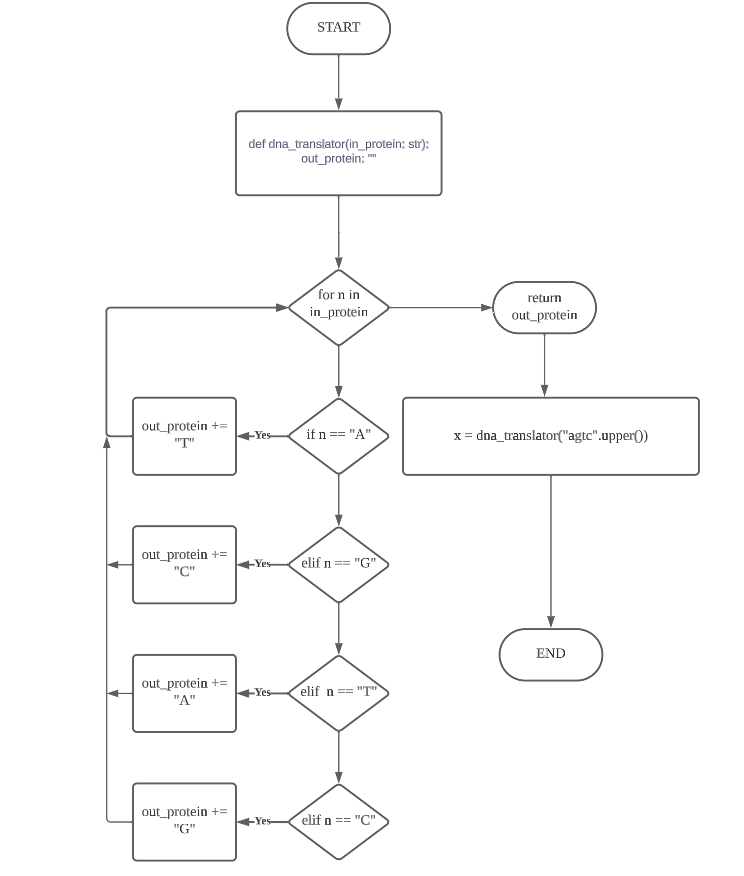 START
def dna_translator(in_protein: str):
out_protein: ""
for n in
in_protein
return
out_protein
out_protein +=
"T"
Yes
if n == "A"
x = dna_translator("agtc".upper())
out_protein +=
"C"
Yes
elif n == "G"
out_protein +=
"A"
Yes
elif  n == "T"
END
out_protein +=
"G"
Yes
elif n == "C"